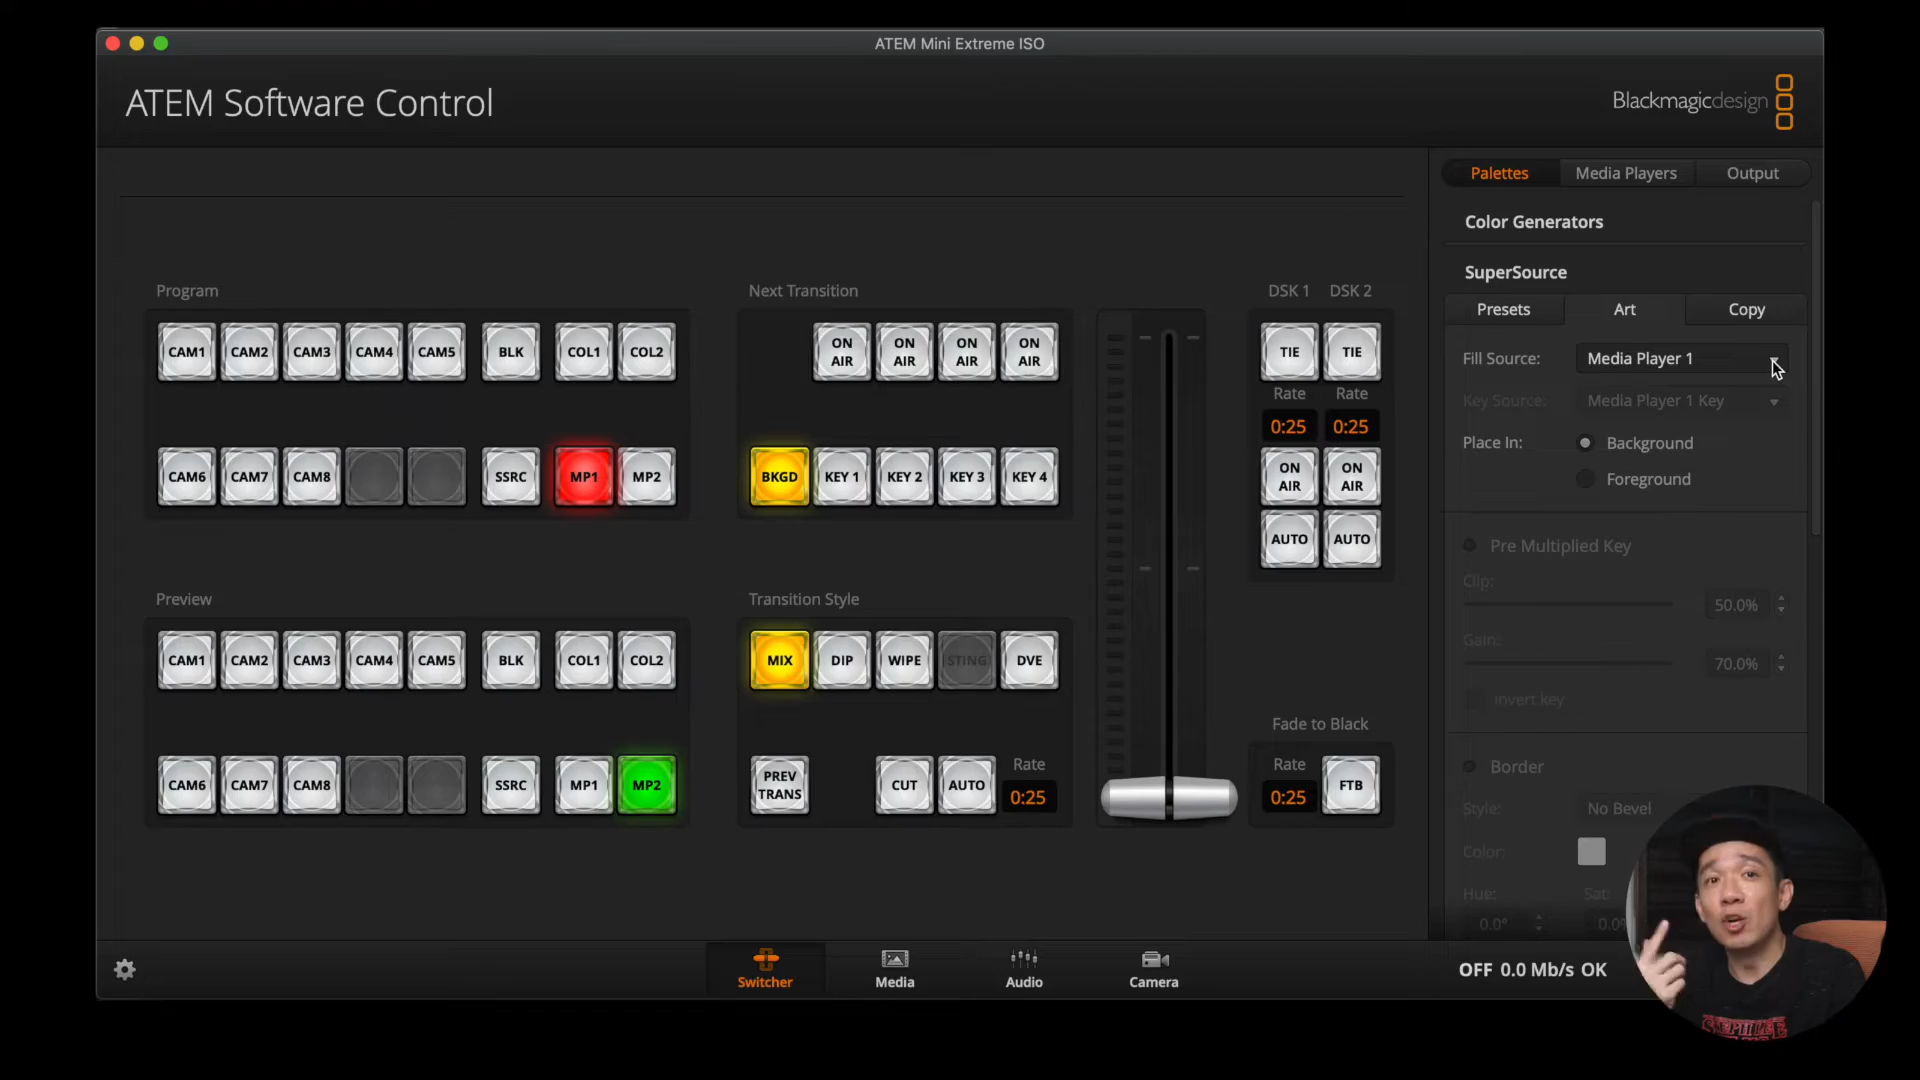 ATEM Mini Extreme ISO
ATEM Software Control
Blackmagicdesign
Palettes Media Players Output
Color Generators
SuperSource
Presets Art Copy
Fill Source: Media Player 1
Key Source: Media Player 1 Key
Place In: Background
Foreground
Pre Multiplied Key
Clip:
50.0%
Gain:
70.0%
Invert key
Border
Style: No Bevel
Color:
Hue: Sat:
0.0° 0.0%
Program
CAM1 CAM2 CAM3 CAM4 CAM5 BLK COL1 COL2
CAM6 CAM7 CAM8 SSRC MP1 MP2
Next Transition
ON AIR ON AIR ON AIR ON AIR
BKGD KEY 1 KEY 2 KEY 3 KEY 4
DSK 1 DSK 2
TIE TIE
Rate Rate
0:25 0:25
ON AIR ON AIR
AUTO AUTO
Preview
CAM1 CAM2 CAM3 CAM4 CAM5 BLK COL1 COL2
CAM6 CAM7 CAM8 SSRC MP1 MP2
Transition Style
MIX DIP WIPE STING DVE
PREV TRANS CUT AUTO
Rate
0:25
Fade to Black
Rate
0:25
FTB
Switcher Media Audio Camera
OFF 0.0 Mb/s OK